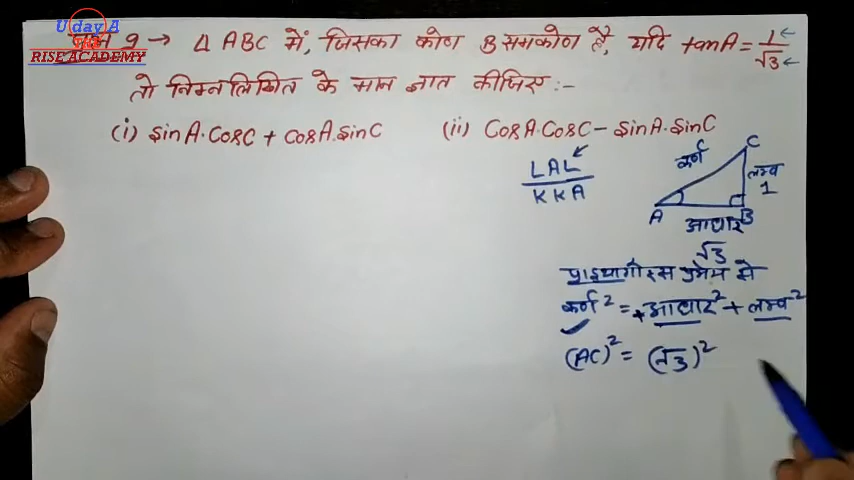 Uday A
RISE ACADEMY
9 → Δ ABC में, जिसका कोण B समकोण है, यदि tanA = 1/√3
तो निम्नलिखित के मान ज्ञात कीजिए:-
(i) sinA·CosC + CosA·sinC (ii) CosA·CosC - sinA·sinC
LAL
KKA
C
कर्ण
लम्ब
1
A
B
आधार
√3
पाइथागोरस प्रमेय से
कर्ण² = आधार² + लम्ब²
(AC)² = (√3)²